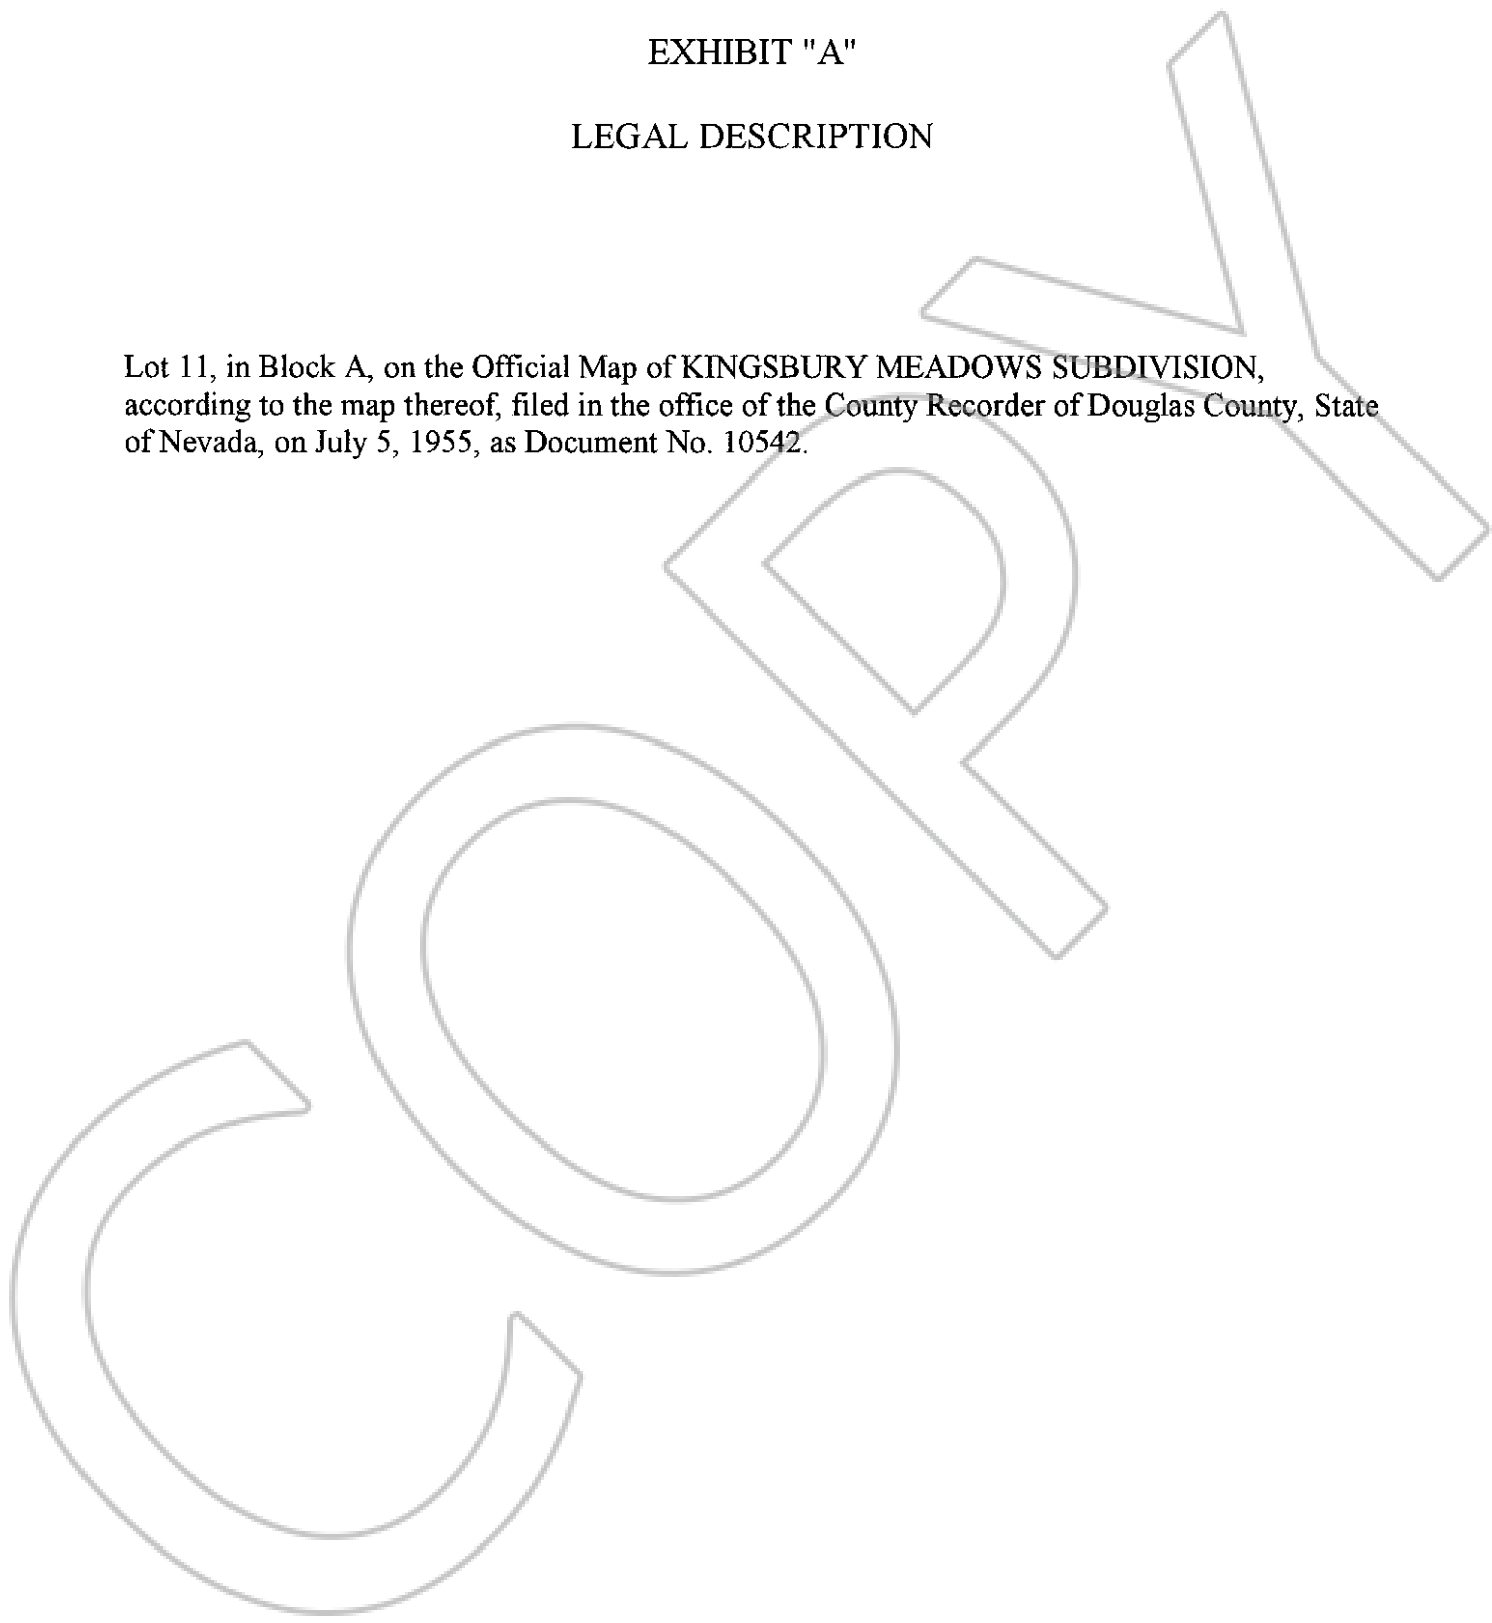 EXHIBIT "A"
LEGAL DESCRIPTION
Lot 11, in Block A, on the Official Map of KINGSBURY MEADOWS SUBDIVISION,
according to the map thereof, filed in the office of the County Recorder of Douglas County, State
of Nevada, on July 5, 1955, as Document No. 10542.
COPY